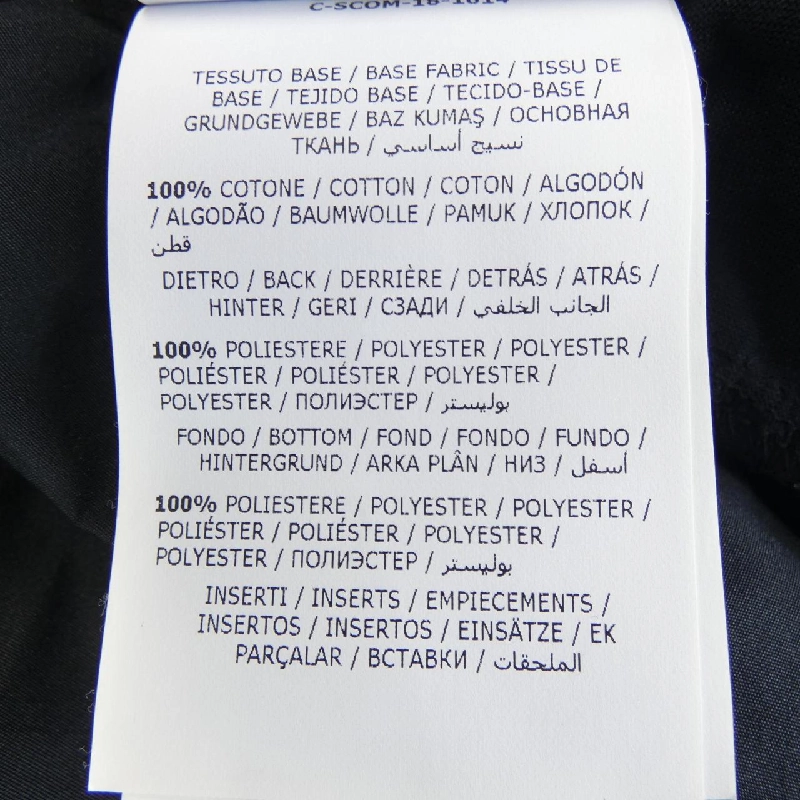 C-SCOM-18-1014
TESSUTO BASE / BASE FABRIC / TISSU DE
BASE / TEJIDO BASE / TECIDO-BASE /
GRUNDGEWEBE / BAZ KUMAŞ / ОСНОВНАЯ
ТКАНЬ / نسيج أساسي
100% COTONE / COTTON / COTON / ALGODÓN
/ ALGODÃO / BAUMWOLLE / PAMUK / ХЛОПОК /
قطن
DIETRO / BACK / DERRIÈRE / DETRÁS / ATRÁS /
HINTER / GERI / СЗАДИ / الجانب الخلفي
100% POLIESTERE / POLYESTER / POLYESTER /
POLIÉSTER / POLIÉSTER / POLYESTER /
POLYESTER / ПОЛИЭСТЕР / بوليستر
FONDO / BOTTOM / FOND / FONDO / FUNDO /
HINTERGRUND / ARKA PLÂN / НИЗ / أسفل
100% POLIESTERE / POLYESTER / POLYESTER /
POLIÉSTER / POLIÉSTER / POLYESTER /
POLYESTER / ПОЛИЭСТЕР / بوليستر
INSERTI / INSERTS / EMPIECEMENTS /
INSERTOS / INSERTOS / EINSÄTZE / EK
PARÇALAR / ВСТАВКИ / الملحقات